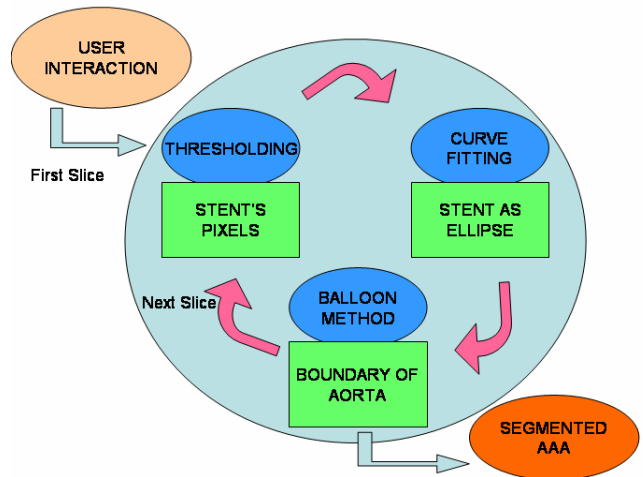 USER
INTERACTION
First Slice
THRESHOLDING
STENT'S
PIXELS
CURVE
FITTING
STENT AS
ELLIPSE
Next Slice
BALLOON
METHOD
BOUNDARY OF
AORTA
SEGMENTED
AAA